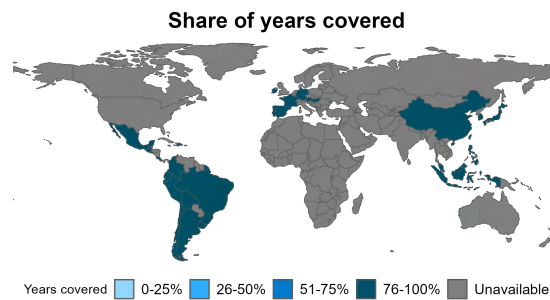 Share of years covered
Years covered 0-25% 26-50% 51-75% 76-100% Unavailable